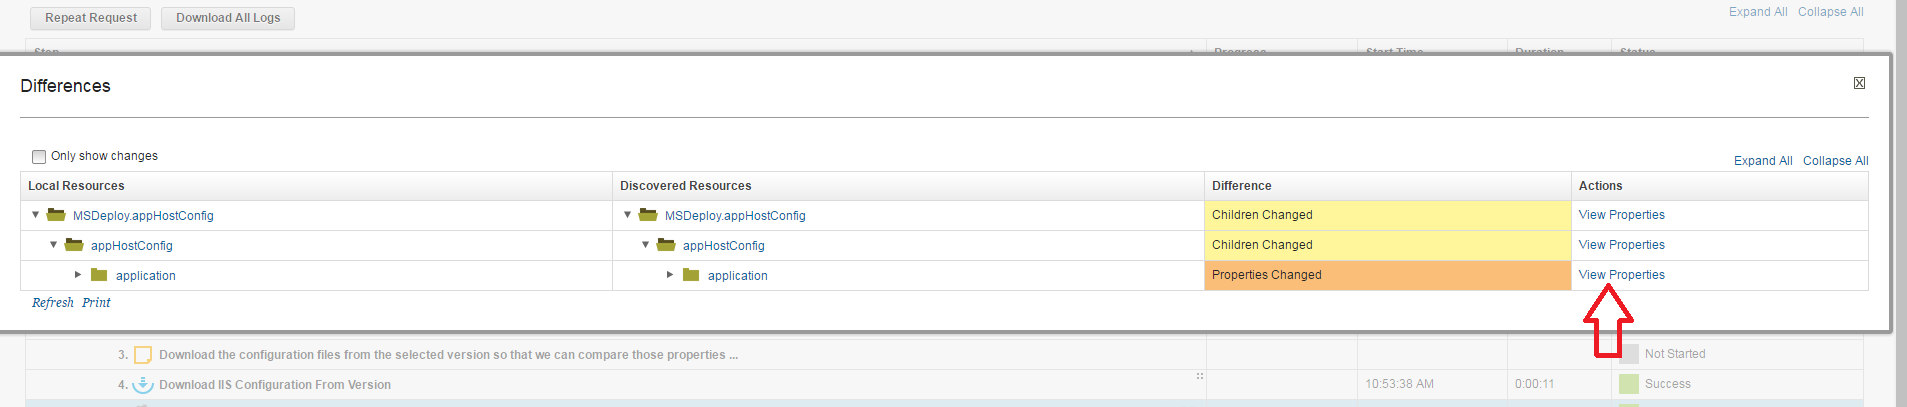 Repeat Request Download All Logs Expand All Collapse All
Step Progress Start Time Duration Status
Differences
Only show changes
Expand All Collapse All
Local Resources Discovered Resources Difference Actions
MSDeploy.appHostConfig MSDeploy.appHostConfig Children Changed View Properties
appHostConfig appHostConfig Children Changed View Properties
application application Properties Changed View Properties
Refresh Print
3. Download the configuration files from the selected version so that we can compare those properties ... Not Started
4. Download IIS Configuration From Version 10:53:38 AM 0:00:11 Success